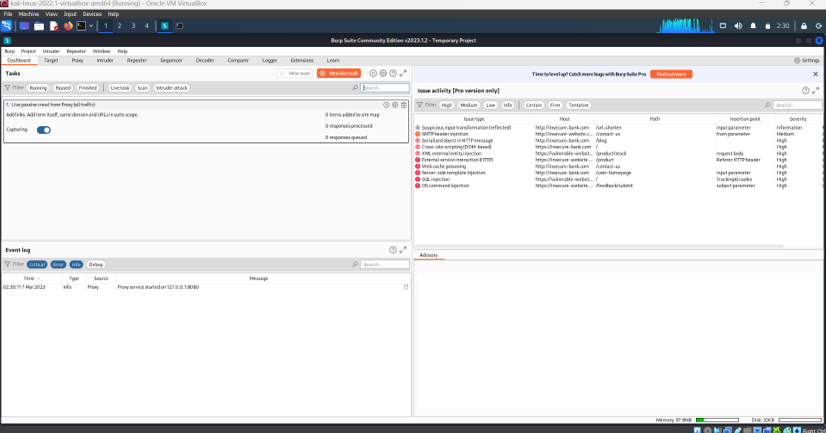 kali-linux-2022.1-virtualbox-amd64 [Running] - Oracle VM VirtualBox
File Machine View Input Devices Help
1 2 3 4 2:30
Burp Suite Community Edition v2023.1.2 - Temporary Project
Burp Project Intruder Repeater Window Help
Dashboard Target Proxy Intruder Repeater Sequencer Decoder Comparer Logger Extensions Learn Settings
Tasks New scan New live task
Filter Running Paused Finished Live task Scan Intruder attack Search...
1. Live passive crawl from Proxy (all traffic)
Add links. Add item itself, same domain and URLs in suite scope. 0 items added to site map
0 responses processed
Capturing: 0 responses queued
Time to level up? Catch more bugs with Burp Suite Pro Find out more
Issue activity [Pro version only]
Filter High Medium Low Info Certain Firm Tentative Search...
Issue type Host Path Insertion point Severity
Suspicious input transformation (reflected) http://insecure-bank.com /url-shorten input parameter Information
SMTP header injection http://insecure-website.c... /contact-us from parameter Medium
Serialized object in HTTP message http://insecure-bank.com /blog High
Cross-site scripting (DOM-based) http://insecure-bank.com / High
XML external entity injection https://vulnerable-websit... /product/stock request body High
External service interaction (HTTP) https://insecure-website... /product Referer HTTP header High
Web cache poisoning http://insecure-bank.com /contact-us High
Server-side template injection http://insecure-bank.com /user-homepage input parameter High
SQL injection https://vulnerable-websit... / TrackingId cookie High
OS command injection https://insecure-website... /feedback/submit subject parameter High
Event log
Filter Critical Error Info Debug Search...
Time Type Source Message
02:30:11 7 Mar 2023 Info Proxy Proxy service started on 127.0.0.1:8080
Advisory
Memory: 97.9MB Disk: 32KB
Right Ctrl